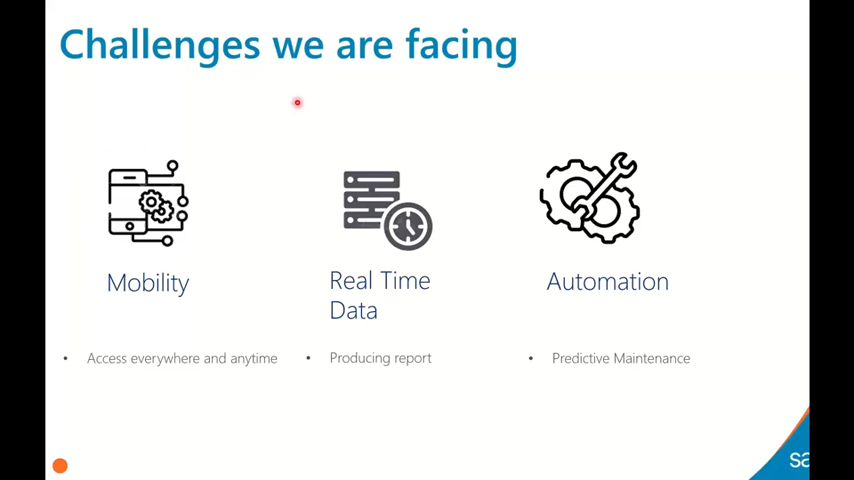 Challenges we are facing
Mobility
Real Time
Data
Automation
• Access everywhere and anytime
• Producing report
• Predictive Maintenance